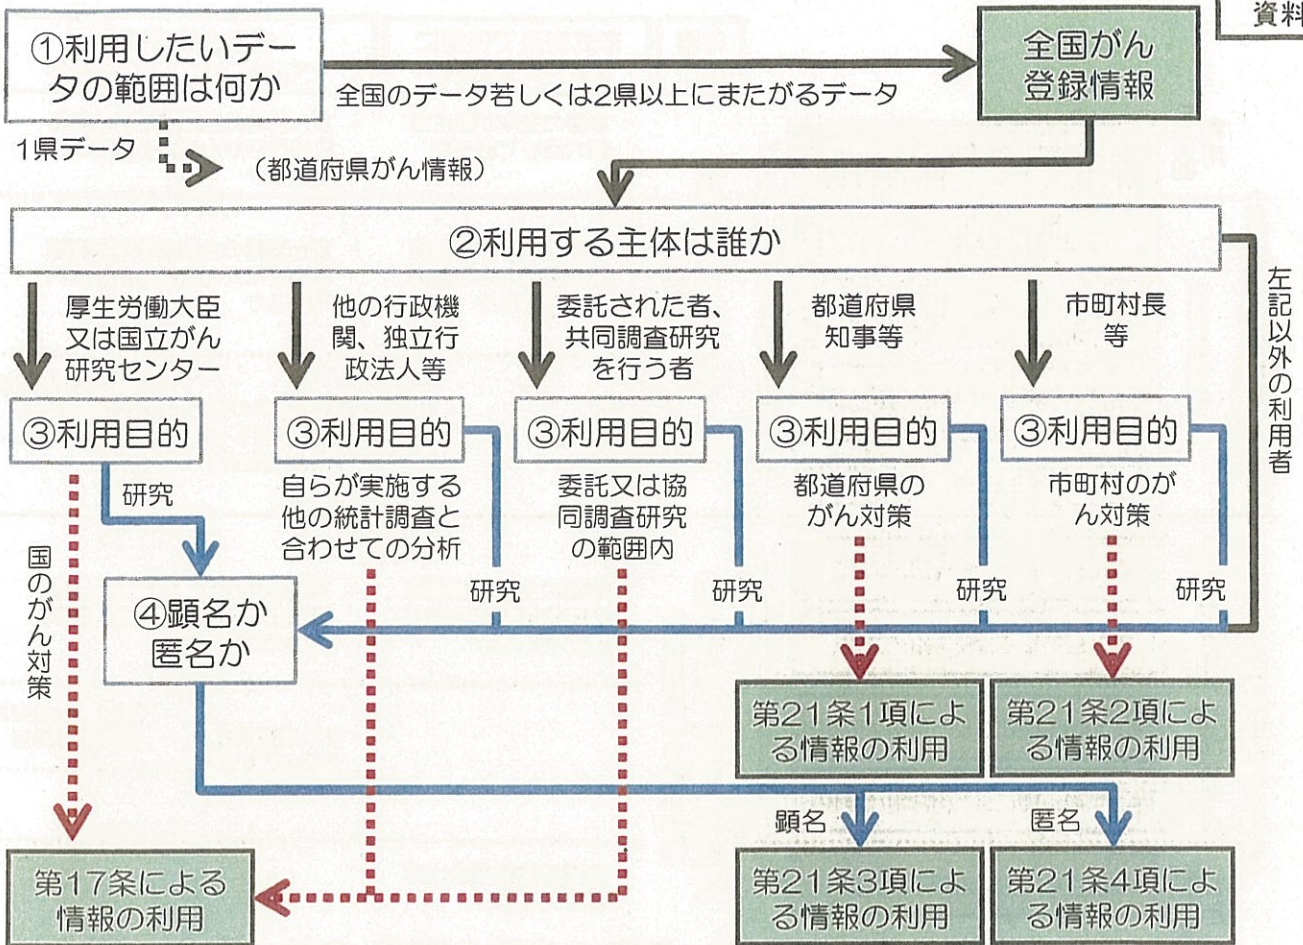 資料
①利用したいデー
タの範囲は何か
全国がん
登録情報
全国のデータ若しくは2県以上にまたがるデータ
1県データ
（都道府県がん情報）
②利用する主体は誰か
左記以外の利用者
厚生労働大臣
又は国立がん
研究センター
他の行政機
関、独立行
政法人等
委託された者、
共同調査研究
を行う者
都道府県
知事等
市町村長
等
③利用目的
③利用目的
③利用目的
③利用目的
③利用目的
研究
自らが実施する
他の統計調査と
合わせての分析
委託又は協
同調査研究
の範囲内
都道府県の
がん対策
市町村のが
ん対策
国のがん対策
研究
研究
研究
研究
④顕名か
匿名か
第21条1項によ
る情報の利用
第21条2項によ
る情報の利用
顕名
匿名
第17条による
情報の利用
第21条3項によ
る情報の利用
第21条4項によ
る情報の利用